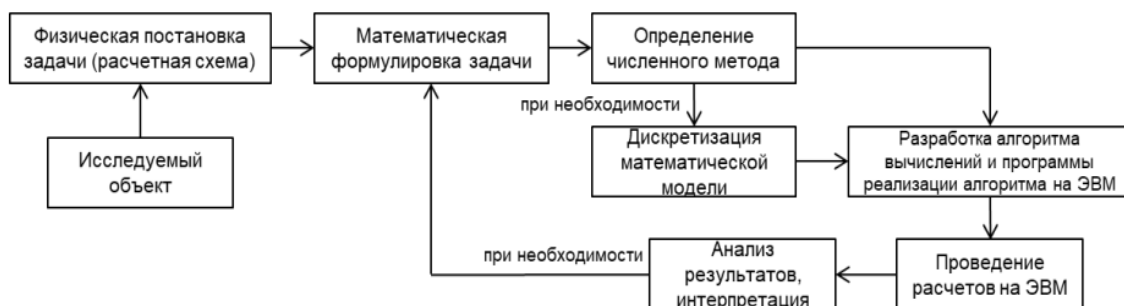 Физическая постановка
задачи (расчетная схема)
Математическая
формулировка задачи
Определение
численного метода
при необходимости
Исследуемый
объект
Дискретизация
математической
модели
Разработка алгоритма
вычислений и программы
реализации алгоритма на ЭВМ
при необходимости
Анализ
результатов,
интерпретация
Проведение
расчетов на ЭВМ